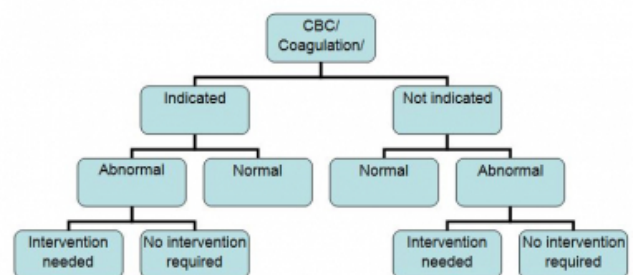 CBC/
Coagulation/
Indicated
Not indicated
Abnormal
Normal
Normal
Abnormal
Intervention
needed
No intervention
required
Intervention
needed
No intervention
required